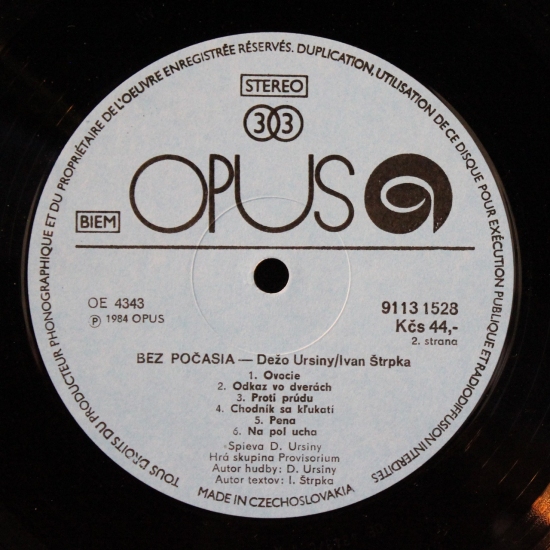 TOUS DROITS DU PRODUCTEUR PHONOGRAPHIQUE ET DU PROPRIÉTAIRE DE L'OEUVRE ENREGISTRÉE RÉSERVÉS. DUPLICATION, UTILISATION DE CE DISQUE POUR EXÉCUTION PUBLIQUE ET RADIODIFFUSION INTERDITES
STEREO
33
BIEM
OPUS
OE 4343
Ⓟ 1984 OPUS
9113 1528
Kčs 44,-
2. strana
BEZ POČASIA — Dežo Ursiny/Ivan Štrpka
1. Ovocie
2. Odkaz vo dverách
3. Proti prúdu
4. Chodník sa kľukatí
5. Pena
6. Na pol ucha
Spieva D. Ursiny
Hrá skupina Provisorium
Autor hudby: D. Ursiny
Autor textov: I. Štrpka
MADE IN CZECHOSLOVAKIA